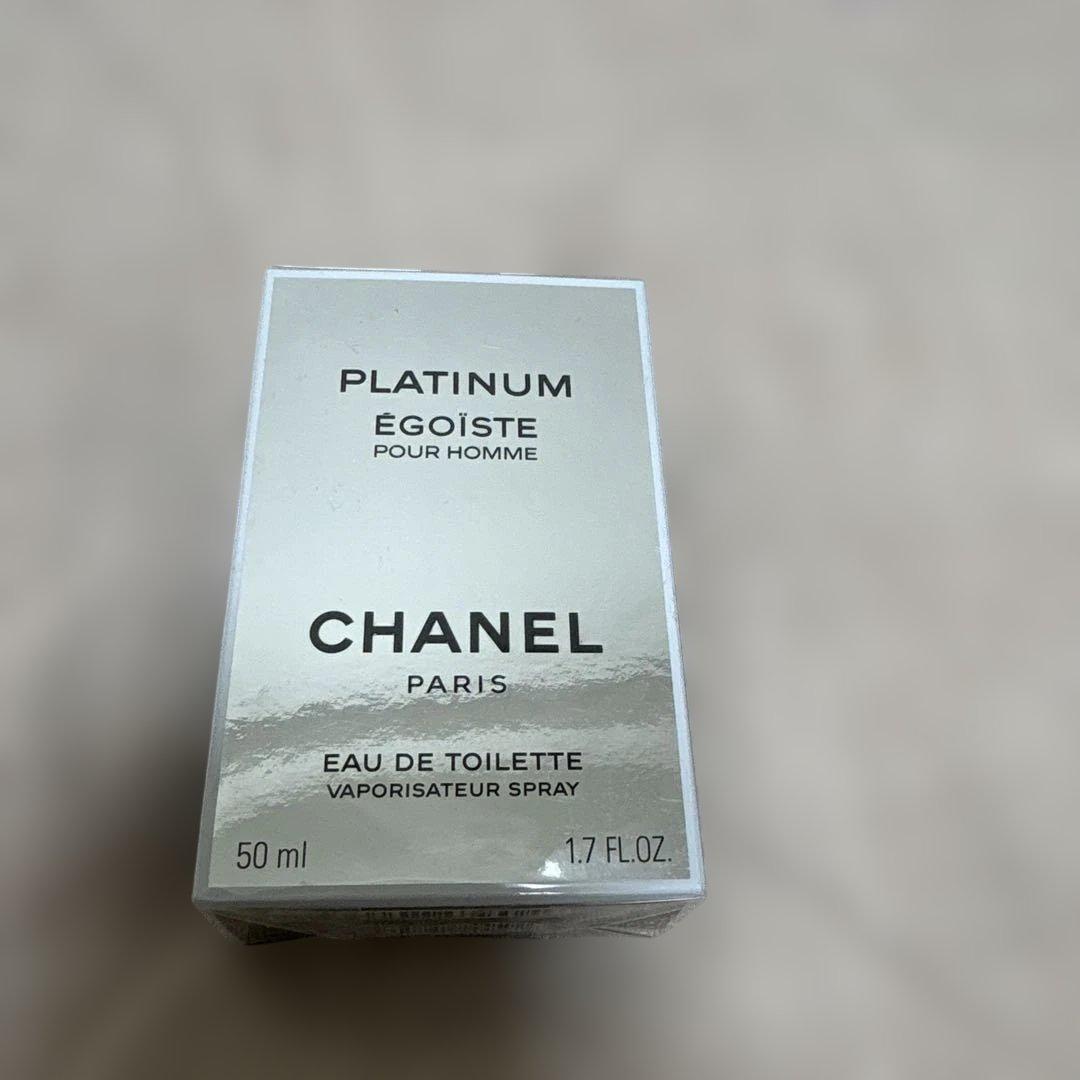 PLATINUM
ÉGOÏSTE
POUR HOMME
CHANEL
PARIS
EAU DE TOILETTE
VAPORISATEUR SPRAY
50 ml
1.7 FL.OZ.